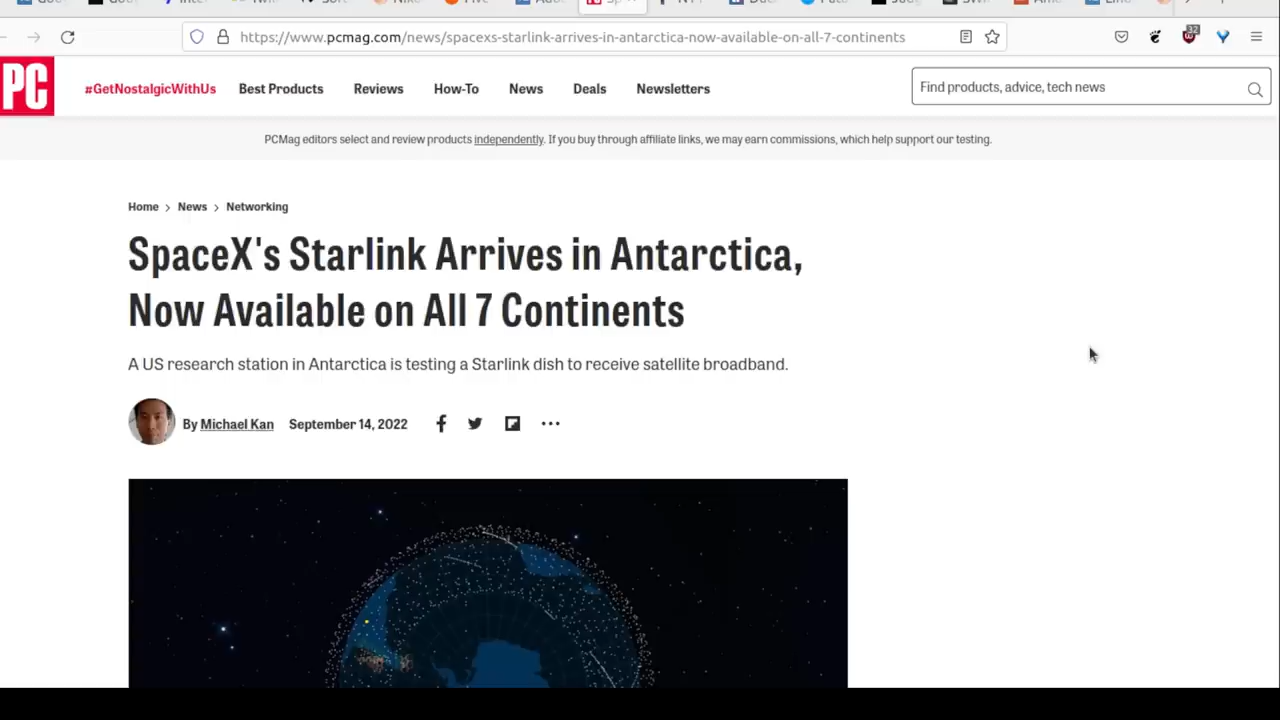 https://www.pcmag.com/news/spacexs-starlink-arrives-in-antarctica-now-available-on-all-7-continents
32
PC
#GetNostalgicWithUs Best Products Reviews How-To News Deals Newsletters
Find products, advice, tech news
PCMag editors select and review products independently. If you buy through affiliate links, we may earn commissions, which help support our testing.
Home > News > Networking
SpaceX's Starlink Arrives in Antarctica,
Now Available on All 7 Continents
A US research station in Antarctica is testing a Starlink dish to receive satellite broadband.
By Michael Kan September 14, 2022